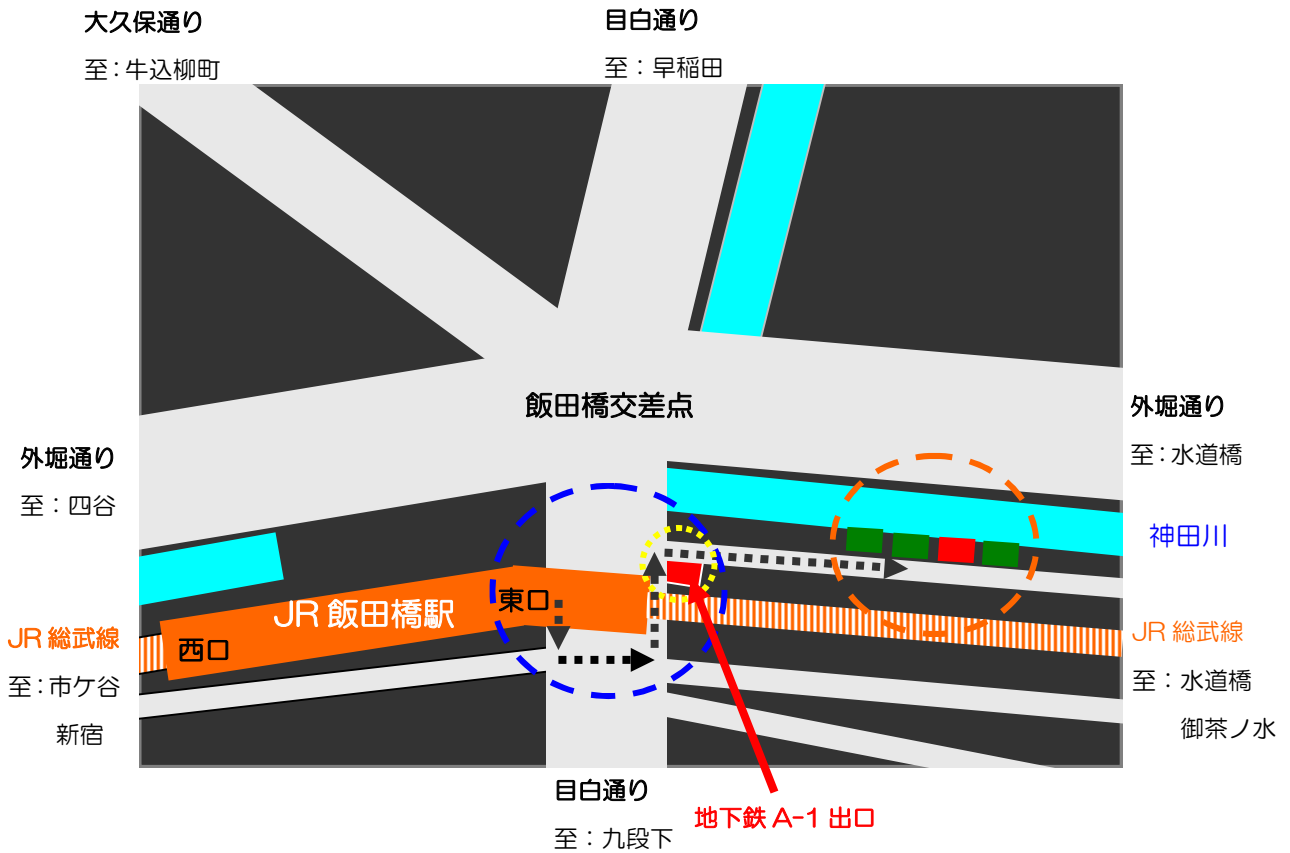 大久保通り
至：牛込柳町
目白通り
至：早稲田
飯田橋交差点
外堀通り
至：水道橋
外堀通り
至：四谷
神田川
東口
JR 飯田橋駅
西口
JR 総武線
至：市ケ谷
新宿
JR 総武線
至：水道橋
御茶ノ水
目白通り
至：九段下
地下鉄 A-1 出口